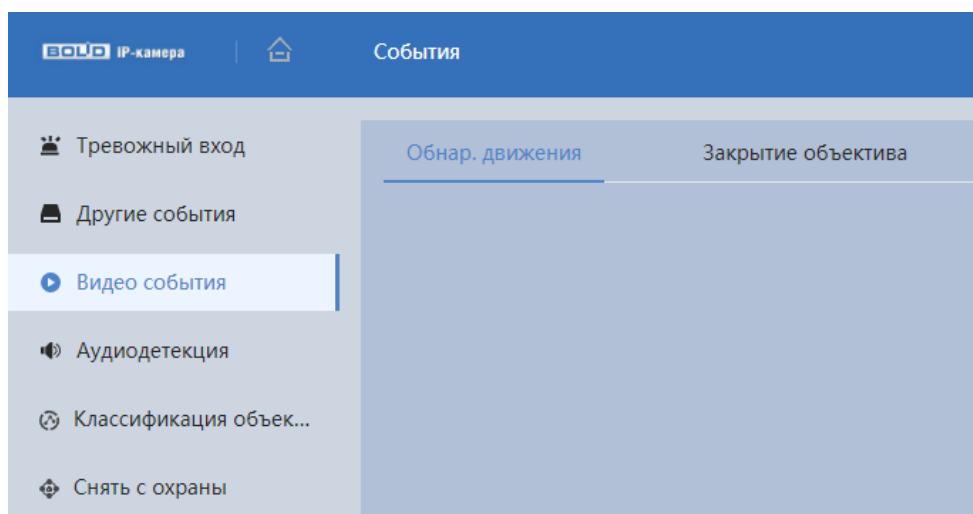 BOLID IP-камера
События
Тревожный вход
Обнар. движения
Закрытие объектива
Другие события
Видео события
Аудиодетекция
Классификация объек...
Снять с охраны